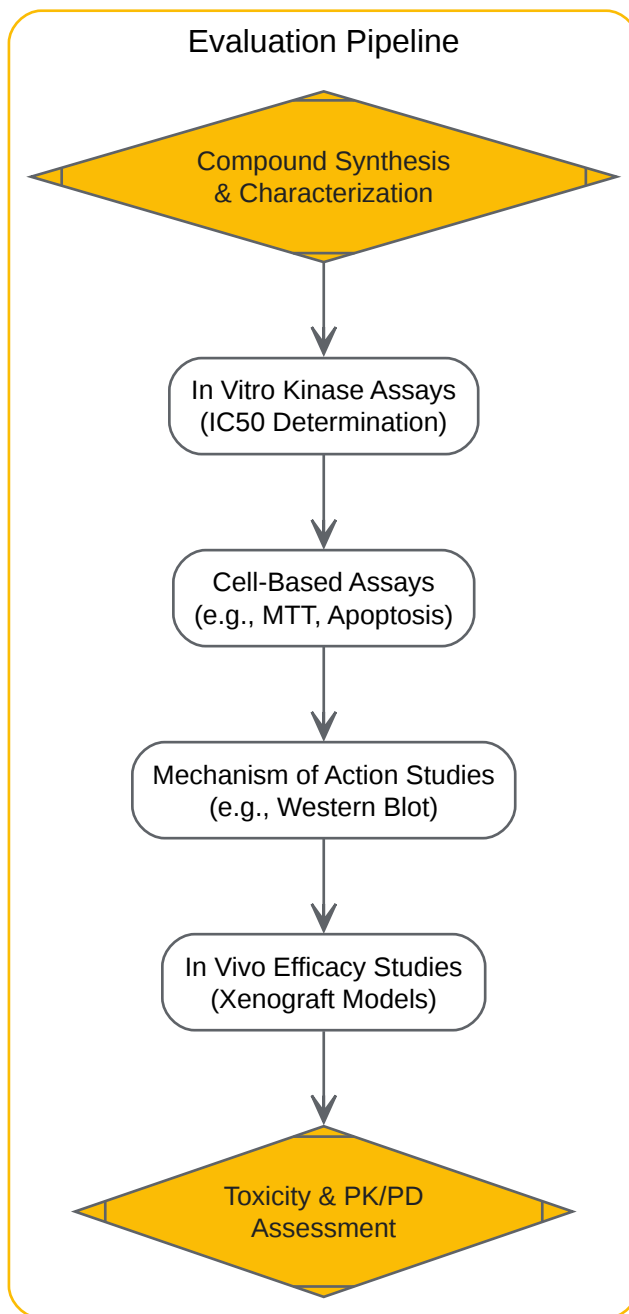 Evaluation Pipeline
Compound Synthesis
& Characterization
In Vitro Kinase Assays
(IC50 Determination)
Cell-Based Assays
(e.g., MTT, Apoptosis)
Mechanism of Action Studies
(e.g., Western Blot)
In Vivo Efficacy Studies
(Xenograft Models)
Toxicity & PK/PD
Assessment